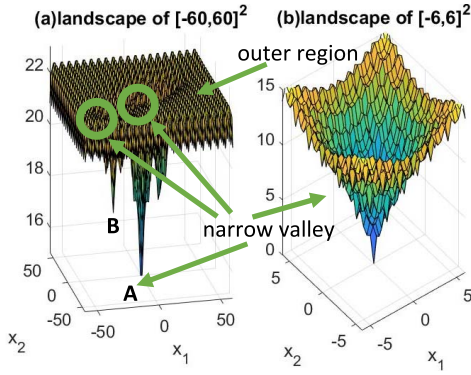 (a)landscape of [-60,60]²
(b)landscape of [-6,6]²
outer region
22
20
18
16
B
A
narrow valley
50
0
-50
x₂
-50
0
50
x₁
15
10
5
0
5
0
-5
x₂
-5
0
5
x₁